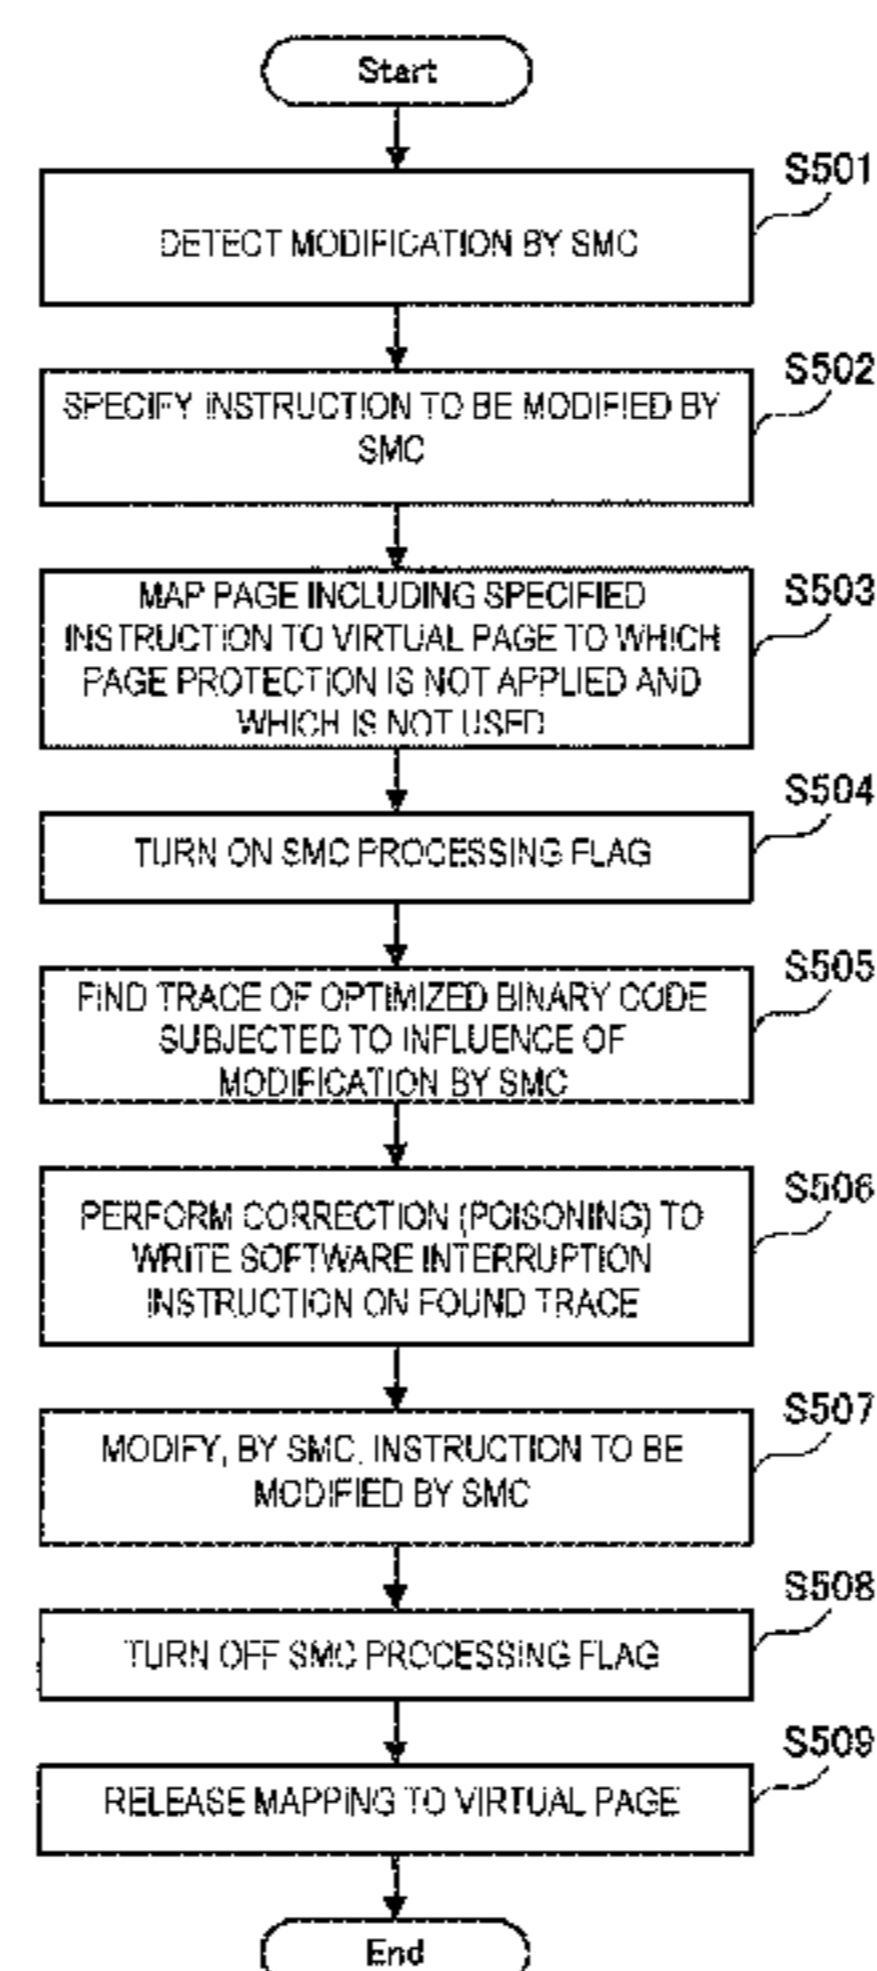 Start
S501
DETECT MODIFICATION BY SMC
S502
SPECIFY INSTRUCTION TO BE MODIFIED BY
SMC
S503
MAP PAGE INCLUDING SPECIFIED
INSTRUCTION TO VIRTUAL PAGE TO WHICH
PAGE PROTECTION IS NOT APPLIED AND
WHICH IS NOT USED
S504
TURN ON SMC PROCESSING FLAG
S505
FIND TRACE OF OPTIMIZED BINARY CODE
SUBJECTED TO INFLUENCE OF
MODIFICATION BY SMC
S506
PERFORM CORRECTION (POISONING) TO
WRITE SOFTWARE INTERRUPTION
INSTRUCTION ON FOUND TRACE
S507
MODIFY, BY SMC, INSTRUCTION TO BE
MODIFIED BY SMC
S508
TURN OFF SMC PROCESSING FLAG
S509
RELEASE MAPPING TO VIRTUAL PAGE
End